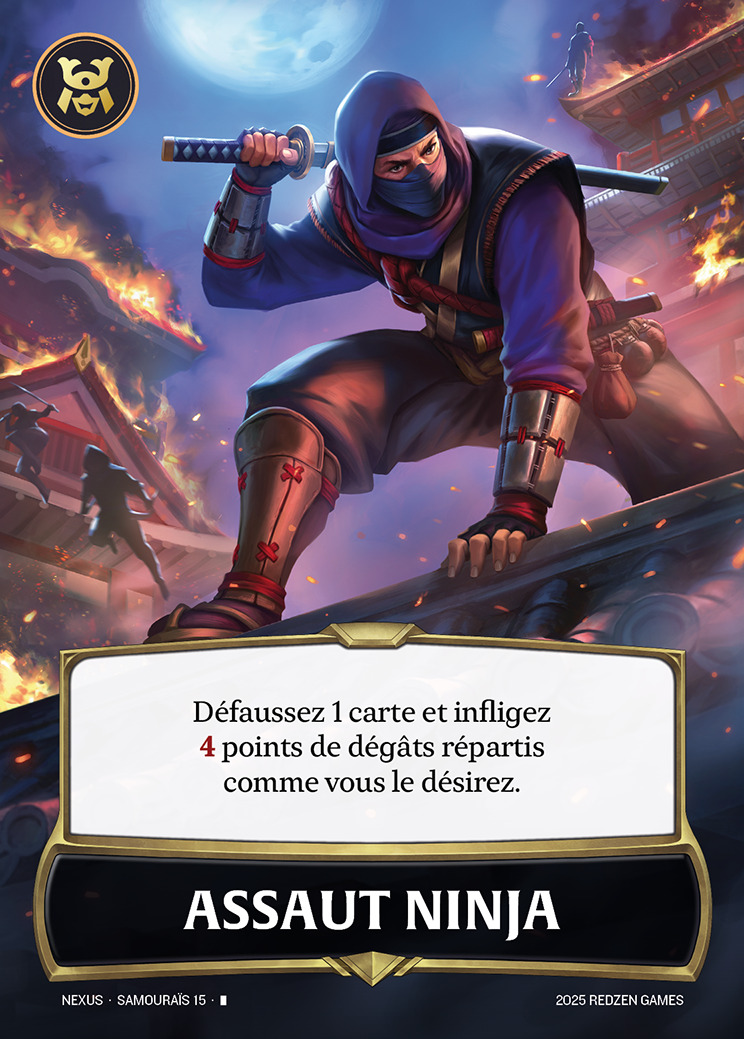 Défaussez 1 carte et infligez
4 points de dégâts répartis
comme vous le désirez.
ASSAUT NINJA
NEXUS · SAMOURAÏS 15 · ▮
2025 REDZEN GAMES